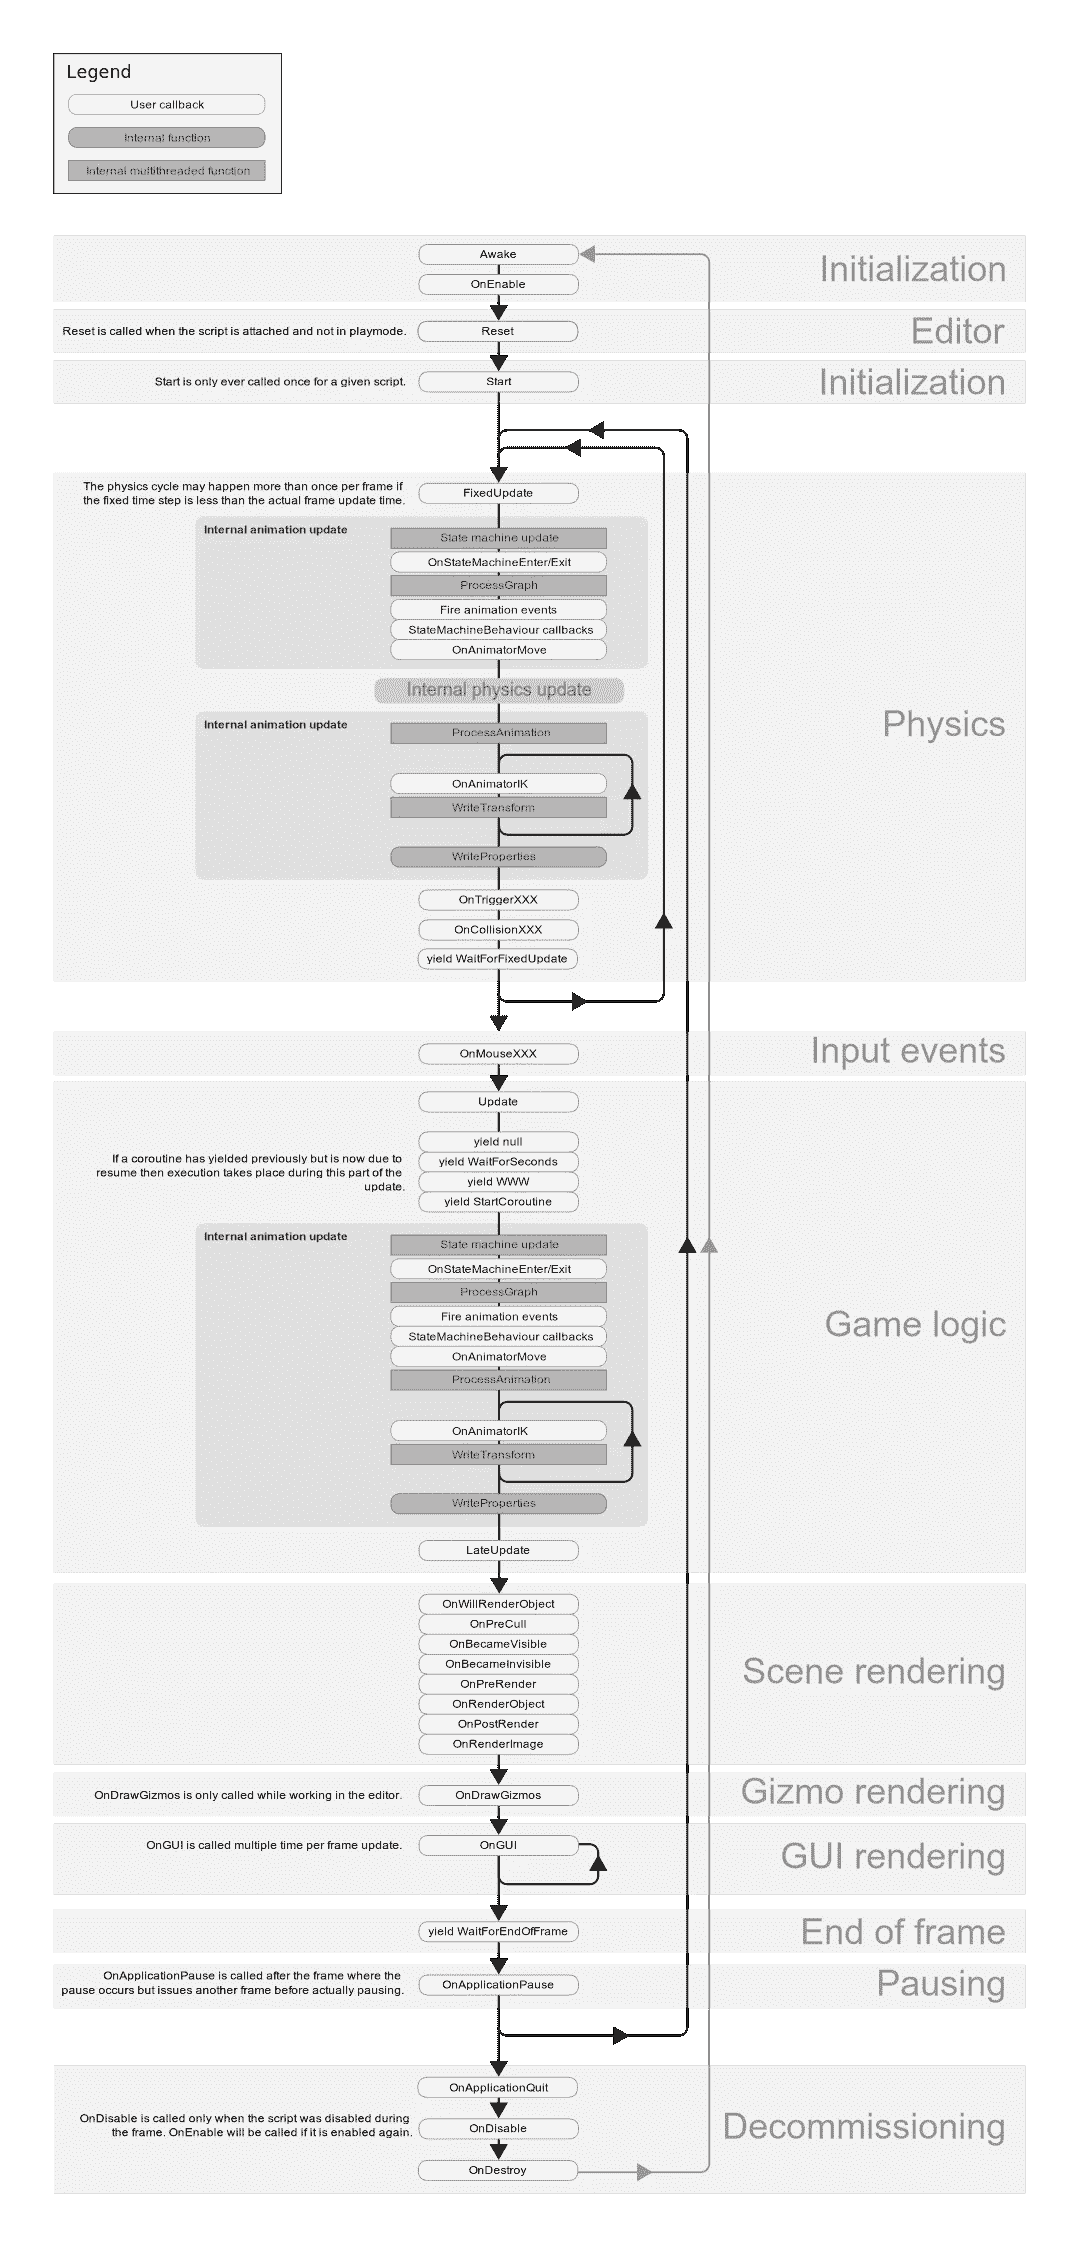 Legend
User callback
Internal function
Internal multithreaded function
Awake
Initialization
OnEnable
Reset is called when the script is attached and not in playmode.
Reset
Editor
Start is only ever called once for a given script.
Start
Initialization
The physics cycle may happen more than once per frame if
the fixed time step is less than the actual frame update time.
FixedUpdate
Internal animation update
State machine update
OnStateMachineEnter/Exit
ProcessGraph
Fire animation events
StateMachineBehaviour callbacks
OnAnimatorMove
Internal physics update
Physics
Internal animation update
ProcessAnimation
OnAnimatorIK
WriteTransform
WriteProperties
OnTriggerXXX
OnCollisionXXX
yield WaitForFixedUpdate
OnMouseXXX
Input events
Update
yield null
If a coroutine has yielded previously but is now due to
resume then execution takes place during this part of the
update.
yield WaitForSeconds
yield WWW
yield StartCoroutine
Internal animation update
State machine update
OnStateMachineEnter/Exit
ProcessGraph
Fire animation events
Game logic
StateMachineBehaviour callbacks
OnAnimatorMove
ProcessAnimation
OnAnimatorIK
WriteTransform
WriteProperties
LateUpdate
OnWillRenderObject
OnPreCull
OnBecameVisible
OnBecameInvisible
Scene rendering
OnPreRender
OnRenderObject
OnPostRender
OnRenderImage
OnDrawGizmos is only called while working in the editor.
OnDrawGizmos
Gizmo rendering
OnGUI is called multiple time per frame update.
OnGUI
GUI rendering
yield WaitForEndOfFrame
End of frame
OnApplicationPause is called after the frame where the
pause occurs but issues another frame before actually pausing.
OnApplicationPause
Pausing
OnApplicationQuit
OnDisable is called only when the script was disabled during
the frame. OnEnable will be called if it is enabled again.
OnDisable
Decommissioning
OnDestroy